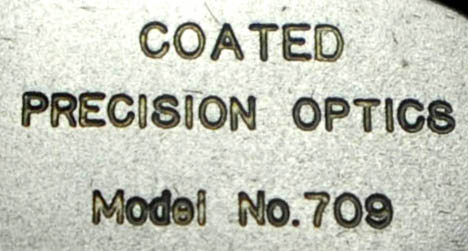 COATED
PRECISION OPTICS
Model No.709